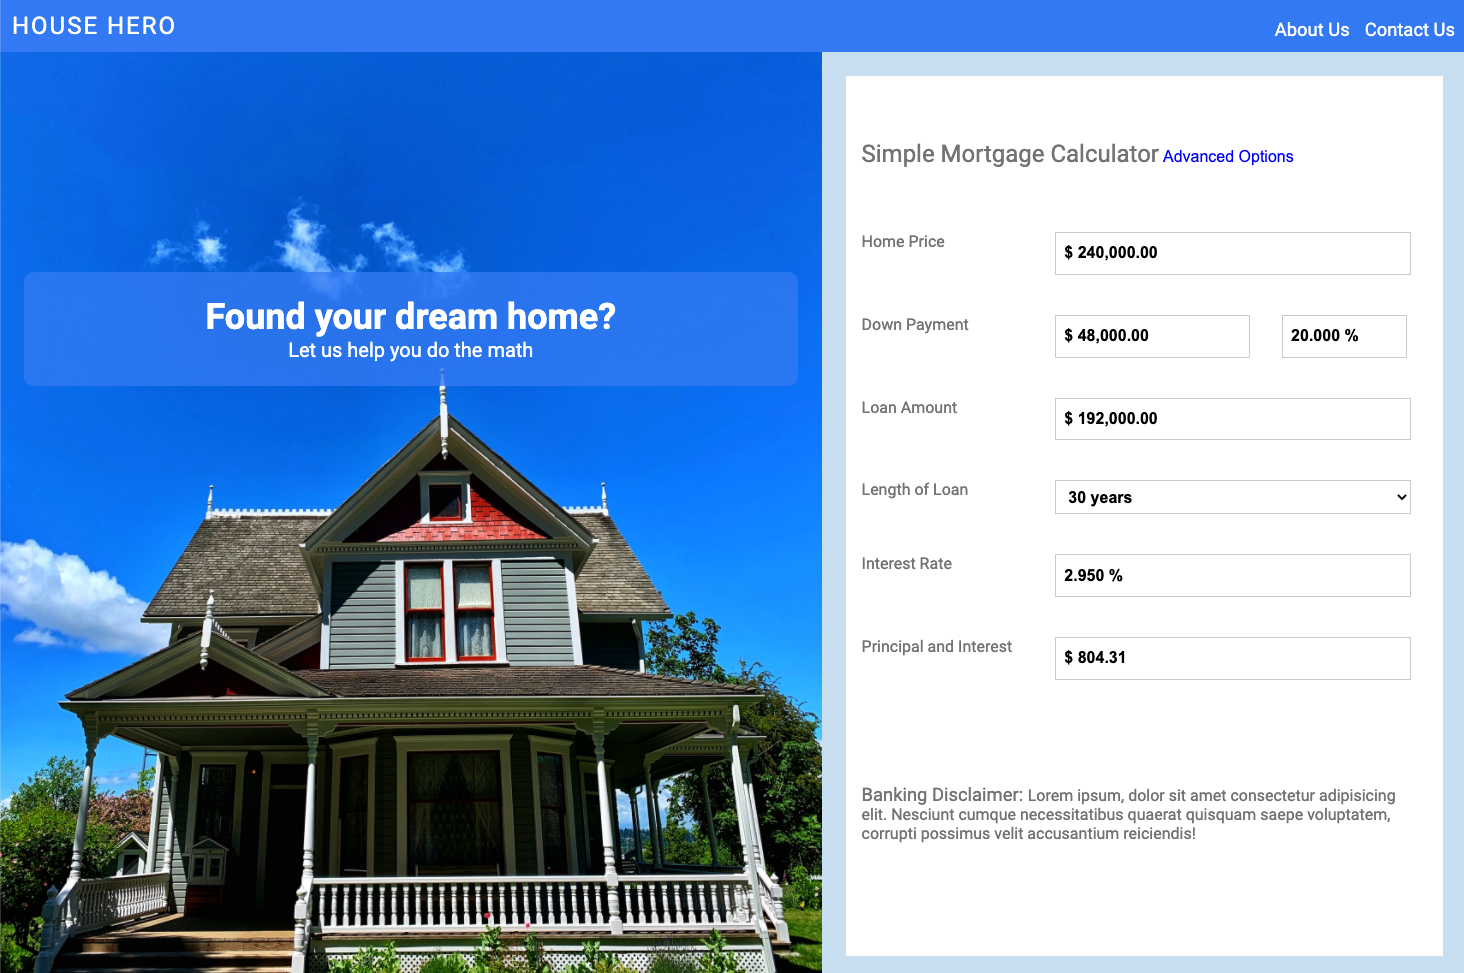 HOUSE HERO
About Us Contact Us
Found your dream home?
Let us help you do the math
Simple Mortgage Calculator Advanced Options
Home Price $ 240,000.00
Down Payment $ 48,000.00 20.000 %
Loan Amount $ 192,000.00
Length of Loan 30 years
Interest Rate 2.950 %
Principal and Interest $ 804.31
Banking Disclaimer: Lorem ipsum, dolor sit amet consectetur adipisicing
elit. Nesciunt cumque necessitatibus quaerat quisquam saepe voluptatem,
corrupti possimus velit accusantium reiciendis!